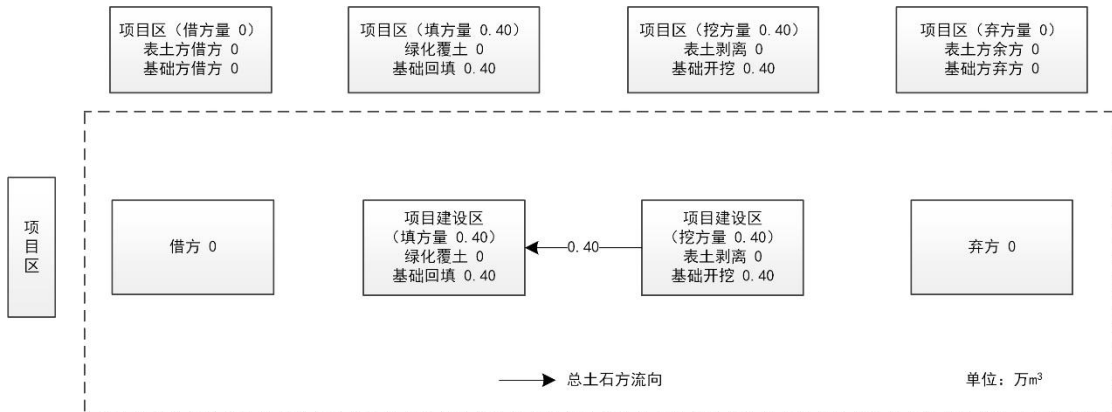 项目区（借方量 0）
表土方借方 0
基础方借方 0
项目区（填方量 0.40）
绿化覆土 0
基础回填 0.40
项目区（挖方量 0.40）
表土剥离 0
基础开挖 0.40
项目区（弃方量 0）
表土方余方 0
基础方弃方 0
项
目
区
借方 0
项目建设区
（填方量 0.40）
绿化覆土 0
基础回填 0.40
0.40
项目建设区
（挖方量 0.40）
表土剥离 0
基础开挖 0.40
弃方 0
总土石方流向
单位：万m³